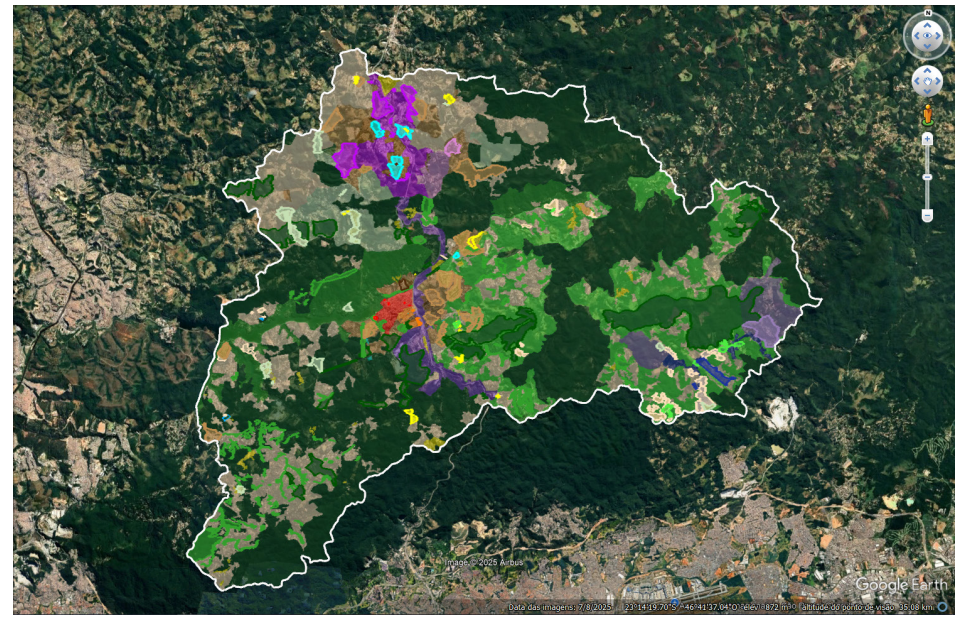 N
Image © 2025 Airbus
Google Earth
Data das imagens: 7/8/2025 23°14'19.70"S -46°41'37.04"O elev. 872 m altitude do ponto de visão 35.08 km